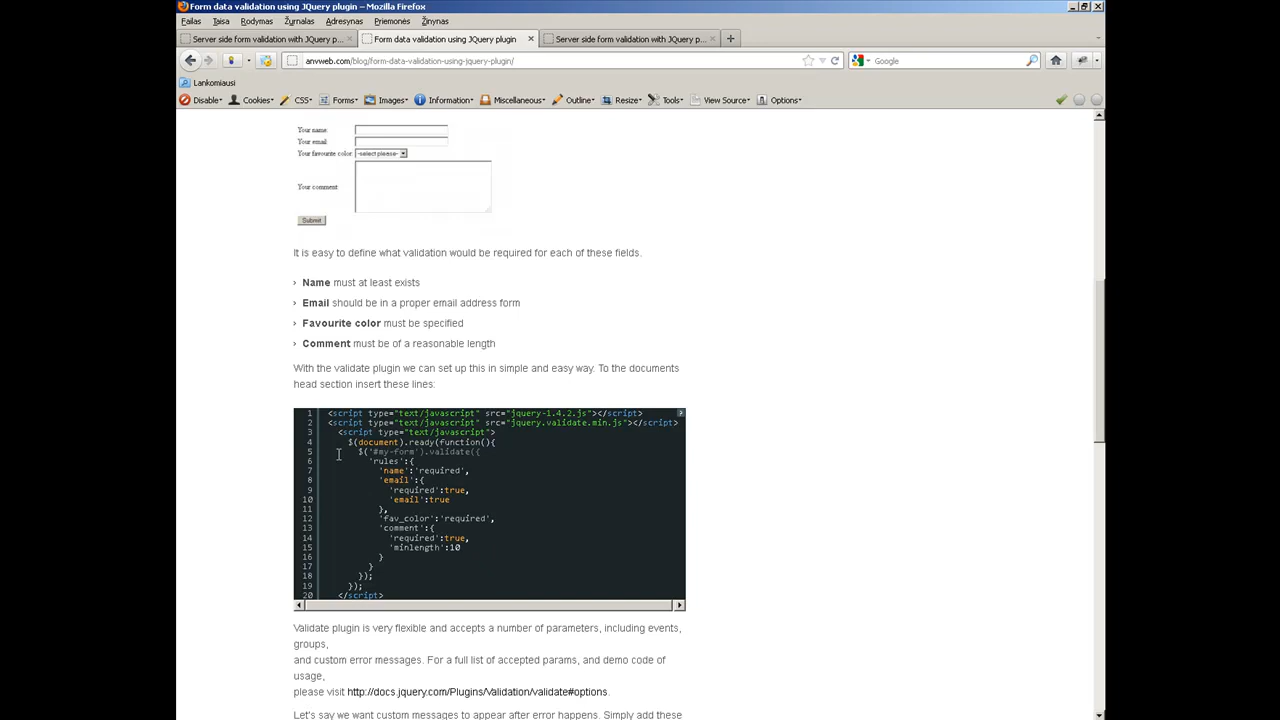 Form data validation using JQuery plugin – Mozilla Firefox
Failas Taisa Rodymas Žurnalas Adresynas Priemonės Žinynas
Server side form validation with JQuery p... Form data validation using JQuery plugin Server side form validation with JQuery p...
anvweb.com/blog/form-data-validation-using-jquery-plugin/ Google
Lankomiausi
Disable Cookies CSS Forms Images Information Miscellaneous Outline Resize Tools View Source Options
Your name:
Your email:
Your favourite color: -select please-
Your comment:
Submit
It is easy to define what validation would be required for each of these fields.
› Name must at least exists
› Email should be in a proper email address form
› Favourite color must be specified
› Comment must be of a reasonable length
With the validate plugin we can set up this in simple and easy way. To the documents
head section insert these lines:
1 <script type="text/javascript" src="jquery-1.4.2.js"></script> ?
2 <script type="text/javascript" src="jquery.validate.min.js"></script>
3 <script type="text/javascript">
4 $(document).ready(function(){
5 $('#my-form').validate({
6 'rules':{
7 'name':'required',
8 'email':{
9 'required':true,
10 'email':true
11 },
12 'fav_color':'required',
13 'comment':{
14 'required':true,
15 'minlength':10
16 }
17 }
18 });
19 });
20 </script>
Validate plugin is very flexible and accepts a number of parameters, including events,
groups,
and custom error messages. For a full list of accepted params, and demo code of
usage,
please visit http://docs.jquery.com/Plugins/Validation/validate#options.
Let's say we want custom messages to appear after error happens. Simply add these